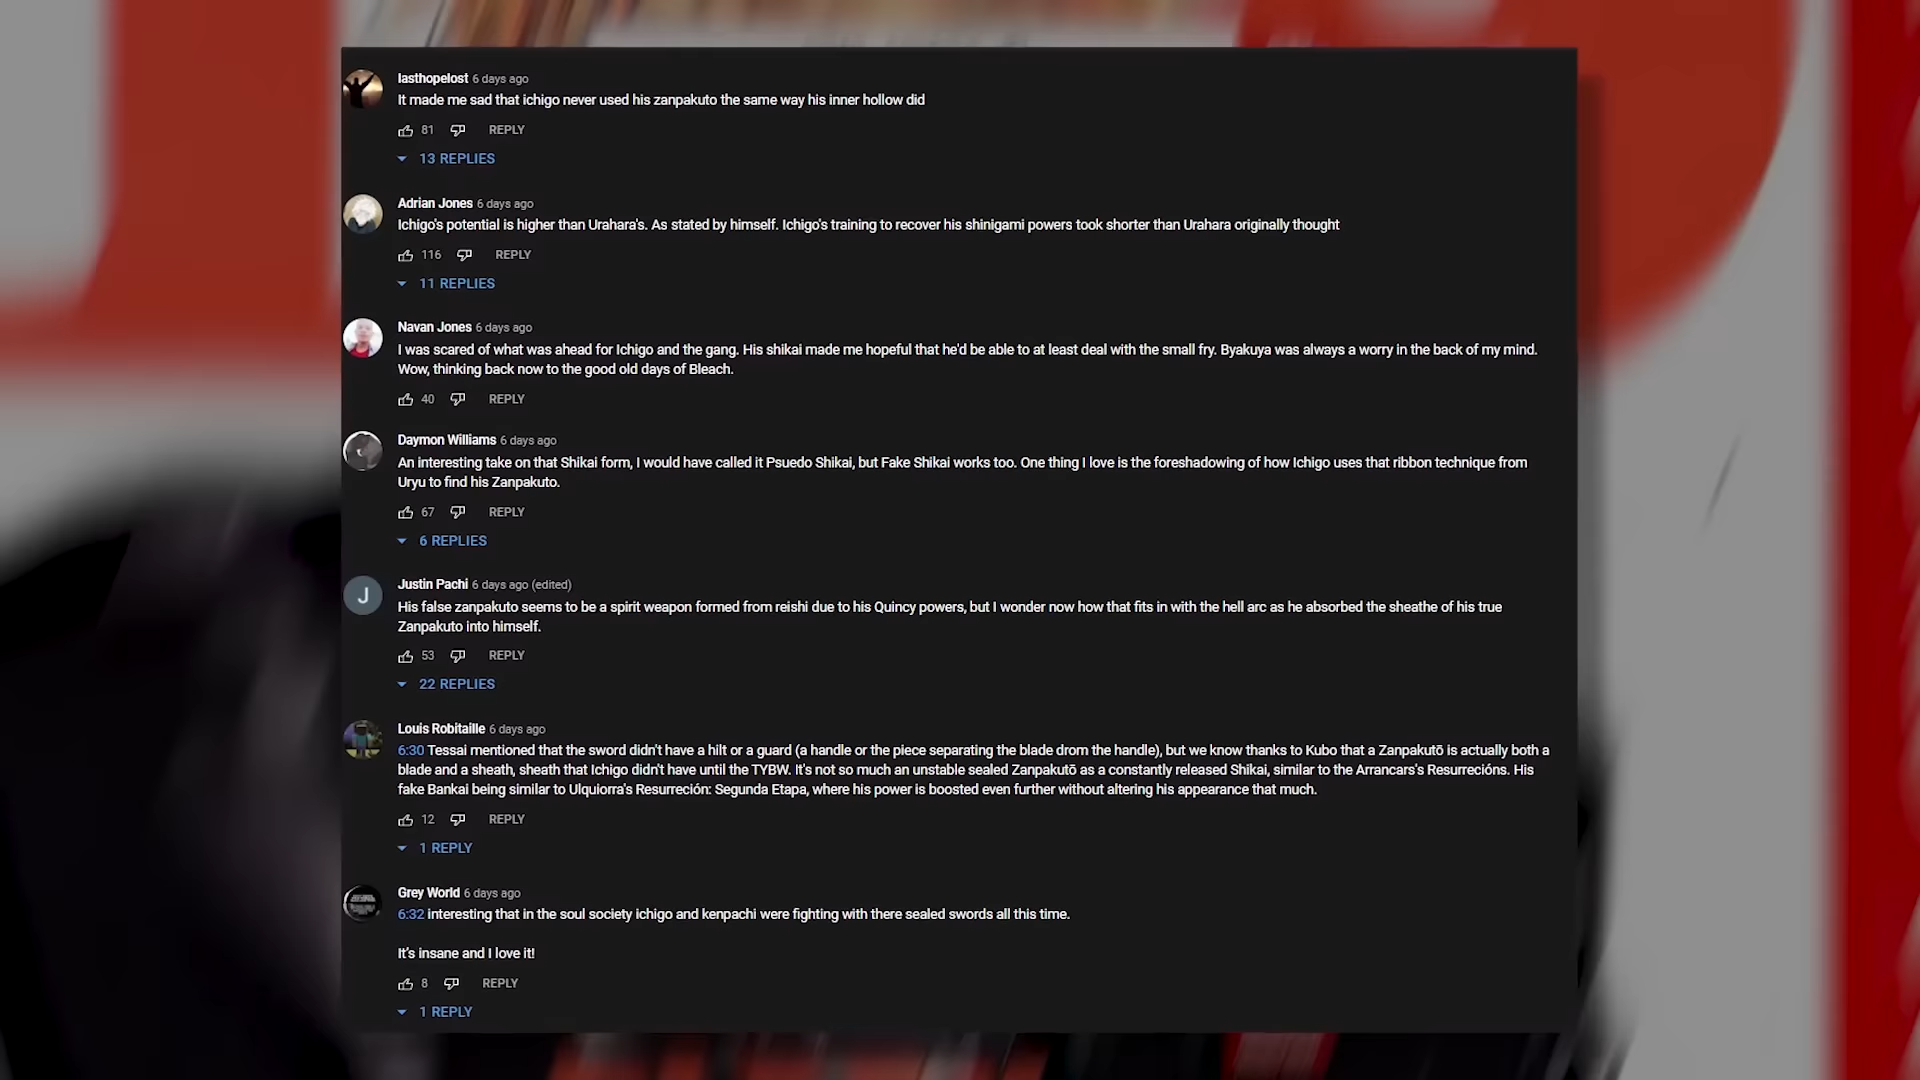 lasthopelost 6 days ago
It made me sad that ichigo never used his zanpakuto the same way his inner hollow did
81 REPLY
13 REPLIES
Adrian Jones 6 days ago
Ichigo's potential is higher than Urahara's. As stated by himself. Ichigo's training to recover his shinigami powers took shorter than Urahara originally thought
116 REPLY
11 REPLIES
Navan Jones 6 days ago
I was scared of what was ahead for Ichigo and the gang. His shikai made me hopeful that he'd be able to at least deal with the small fry. Byakuya was always a worry in the back of my mind.
Wow, thinking back now to the good old days of Bleach.
40 REPLY
Daymon Williams 6 days ago
An interesting take on that Shikai form, I would have called it Psuedo Shikai, but Fake Shikai works too. One thing I love is the foreshadowing of how Ichigo uses that ribbon technique from
Uryu to find his Zanpakuto.
67 REPLY
6 REPLIES
J
Justin Pachi 6 days ago (edited)
His false zanpakuto seems to be a spirit weapon formed from reishi due to his Quincy powers, but I wonder now how that fits in with the hell arc as he absorbed the sheathe of his true
Zanpakuto into himself.
53 REPLY
22 REPLIES
Louis Robitaille 6 days ago
6:30 Tessai mentioned that the sword didn't have a hilt or a guard (a handle or the piece separating the blade drom the handle), but we know thanks to Kubo that a Zanpakutō is actually both a
blade and a sheath, sheath that Ichigo didn't have until the TYBW. It's not so much an unstable sealed Zanpakutō as a constantly released Shikai, similar to the Arrancars's Resurrecións. His
fake Bankai being similar to Ulquiorra's Resurreción: Segunda Etapa, where his power is boosted even further without altering his appearance that much.
12 REPLY
1 REPLY
Grey World 6 days ago
6:32 interesting that in the soul society ichigo and kenpachi were fighting with there sealed swords all this time.
It's insane and I love it!
8 REPLY
1 REPLY